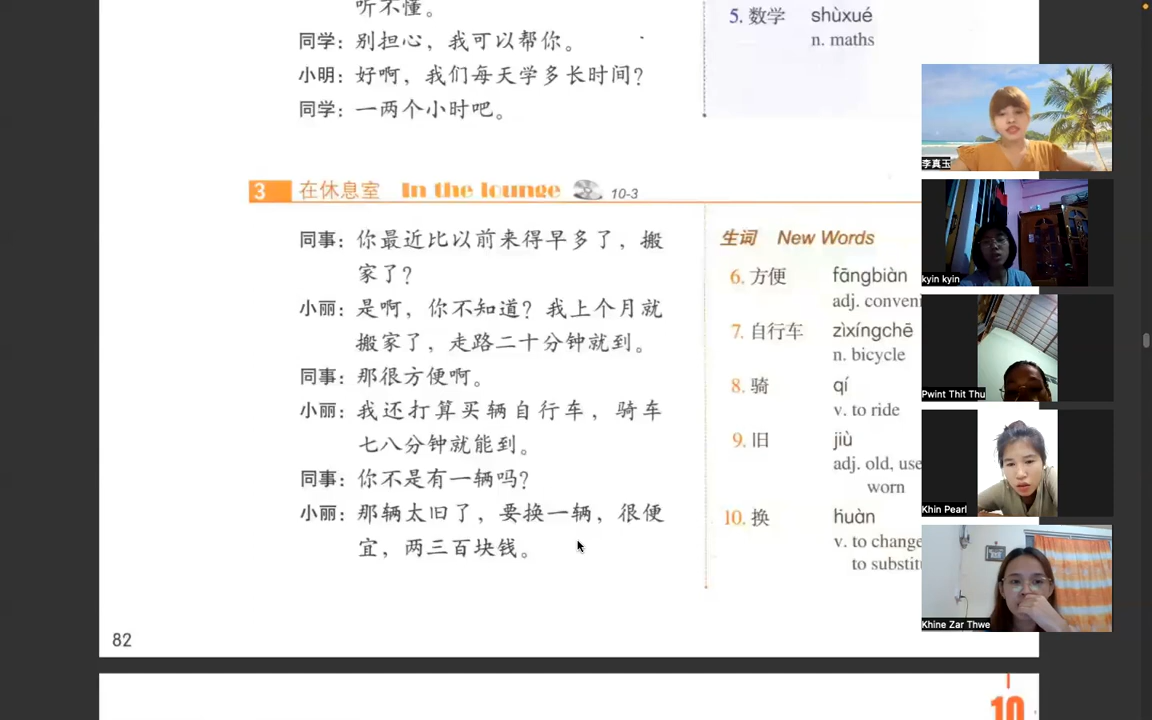 听不懂。
同学：别担心，我可以帮你。
小明：好啊，我们每天学多长时间？
同学：一两个小时吧。
5. 数学 shùxué
n. maths
3 在休息室 In the lounge 10-3
同事：你最近比以前来得早多了，搬
家了？
小丽：是啊，你不知道？我上个月就
搬家了，走路二十分钟就到。
同事：那很方便啊。
小丽：我还打算买辆自行车，骑车
七八分钟就能到。
同事：你不是有一辆吗？
小丽：那辆太旧了，要换一辆，很便
宜，两三百块钱。
生词 New Words
6. 方便 fāngbiàn
adj. conveni
7. 自行车 zìxíngchē
n. bicycle
8. 骑 qí
v. to ride
9. 旧 jiù
adj. old, use
worn
10. 换 huàn
v. to change
to substit
82
10
李真玉
kyin kyin
Pwint Thit Thu
Khin Pearl
Khine Zar Thwe